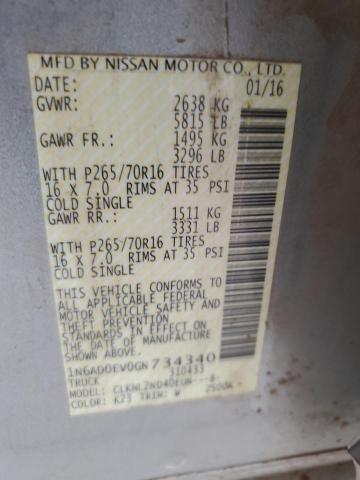 MFD BY NISSAN MOTOR CO., LTD.
DATE: 01/16
GVWR: 2638 KG
5815 LB
GAWR FR.: 1495 KG
3296 LB
WITH P265/70R16 TIRES
16 X 7.0 RIMS AT 35 PSI
COLD SINGLE
GAWR RR.: 1511 KG
3331 LB
WITH P265/70R16 TIRES
16 X 7.0 RIMS AT 35 PSI
COLD SINGLE
THIS VEHICLE CONFORMS TO
ALL APPLICABLE FEDERAL
MOTOR VEHICLE SAFETY AND
THEFT PREVENTION
STANDARDS IN EFFECT ON
THE DATE OF MANUFACTURE
1N6AD0EV0GN734340
TRUCK 310433
CLKNL2ND40EUN---B-
COLOR: K23 TRIM: W 2500A